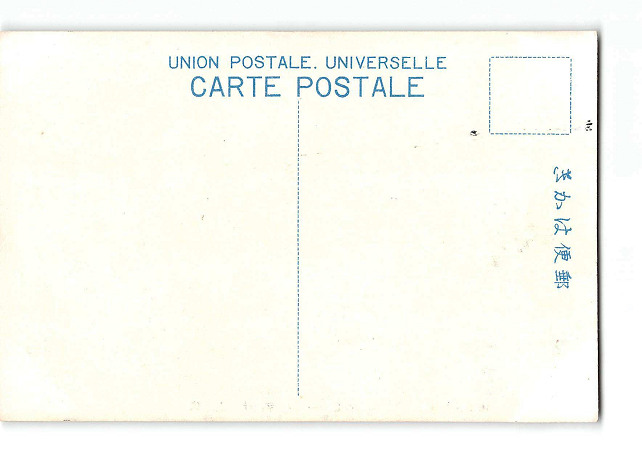 UNION POSTALE. UNIVERSELLE
CARTE POSTALE
郵便はかき